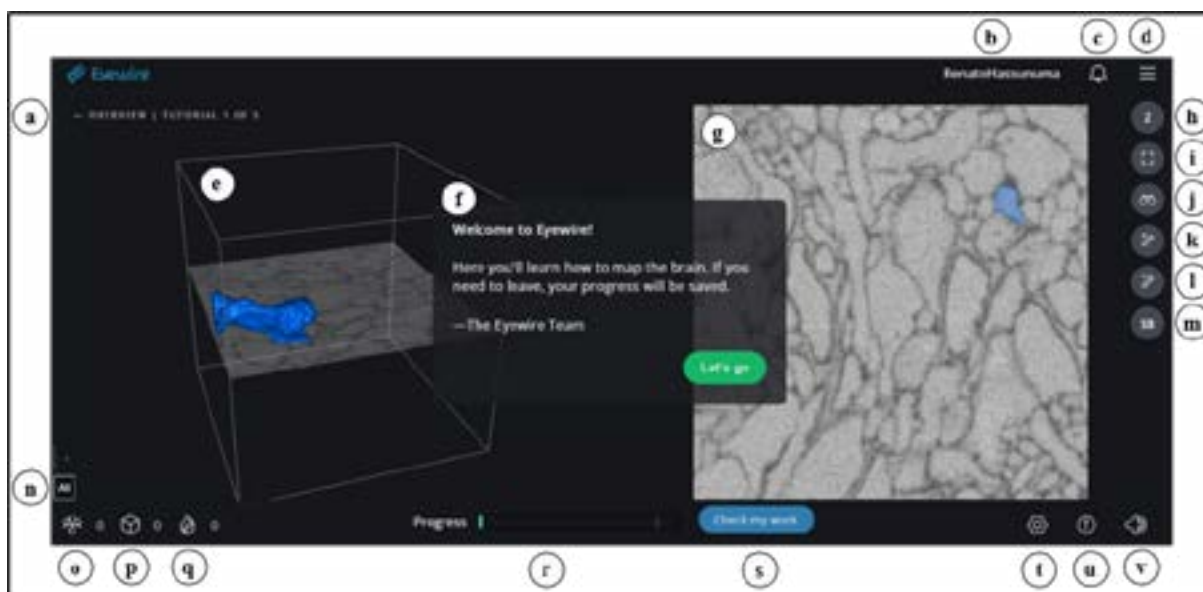 b c d
Eyewire
RenatoHassunuma
a
← OVERVIEW | TUTORIAL 1 OF 5
g
h
i
e
f
j
Welcome to Eyewire!
k
Here you'll learn how to map the brain. If you
need to leave, your progress will be saved.
l
—The Eyewire Team
m
Let's go
n
All
0 0 0
Progress
Check my work
o p q r s t u v